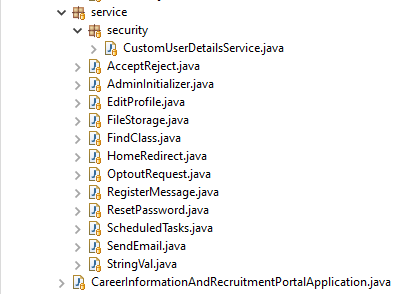 service
security
CustomUserDetailsService.java
AcceptReject.java
AdminInitializer.java
EditProfile.java
FileStorage.java
FindClass.java
HomeRedirect.java
OptoutRequest.java
RegisterMessage.java
ResetPassword.java
ScheduledTasks.java
SendEmail.java
StringVal.java
CareerInformationAndRecruitmentPortalApplication.java